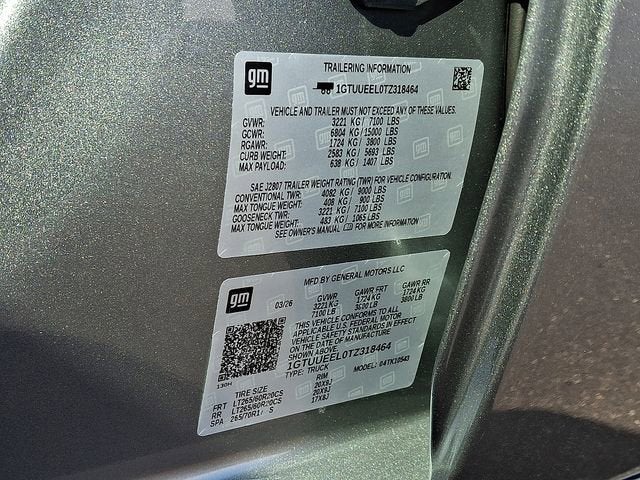 gm
TRAILERING INFORMATION
1GTUUEEL0TZ318464
VEHICLE AND TRAILER MUST NOT EXCEED ANY OF THESE VALUES.
GVWR: 3221 KG/ 7100 LBS
GCWR: 6804 KG/ 15000 LBS
RGAWR: 1724 KG/ 3800 LBS
CURB WEIGHT: 2583 KG/ 5693 LBS
MAX PAYLOAD: 638 KG/ 1407 LBS
SAE J2807 TRAILER WEIGHT RATING (TWR) FOR VEHICLE CONFIGURATION.
CONVENTIONAL TWR: 4082 KG/ 9000 LBS
MAX TONGUE WEIGHT: 408 KG/ 900 LBS
GOOSENECK TWR: 3221 KG/ 7100 LBS
MAX TONGUE WEIGHT: 483 KG/ 1065 LBS
SEE OWNER'S MANUAL FOR MORE INFORMATION
gm
MFD BY GENERAL MOTORS LLC
03/26
GVWR GAWR FRT GAWR RR
3221 KG 1724 KG 1724 KG
7100 LB 3800 LB 3800 LB
THIS VEHICLE CONFORMS TO ALL
APPLICABLE U.S. FEDERAL MOTOR
VEHICLE SAFETY STANDARDS IN EFFECT
ON THE DATE OF MANUFACTURE
SHOWN ABOVE.
1GTUUEEL0TZ318464
TYPE: TRUCK MODEL: 04TK10543
130H
TIRE SIZE RIM
FRT LT265/60R20CS 20X9J
RR LT265/60R20CS 20X9J
SPA 265/70R17 S 17X8J